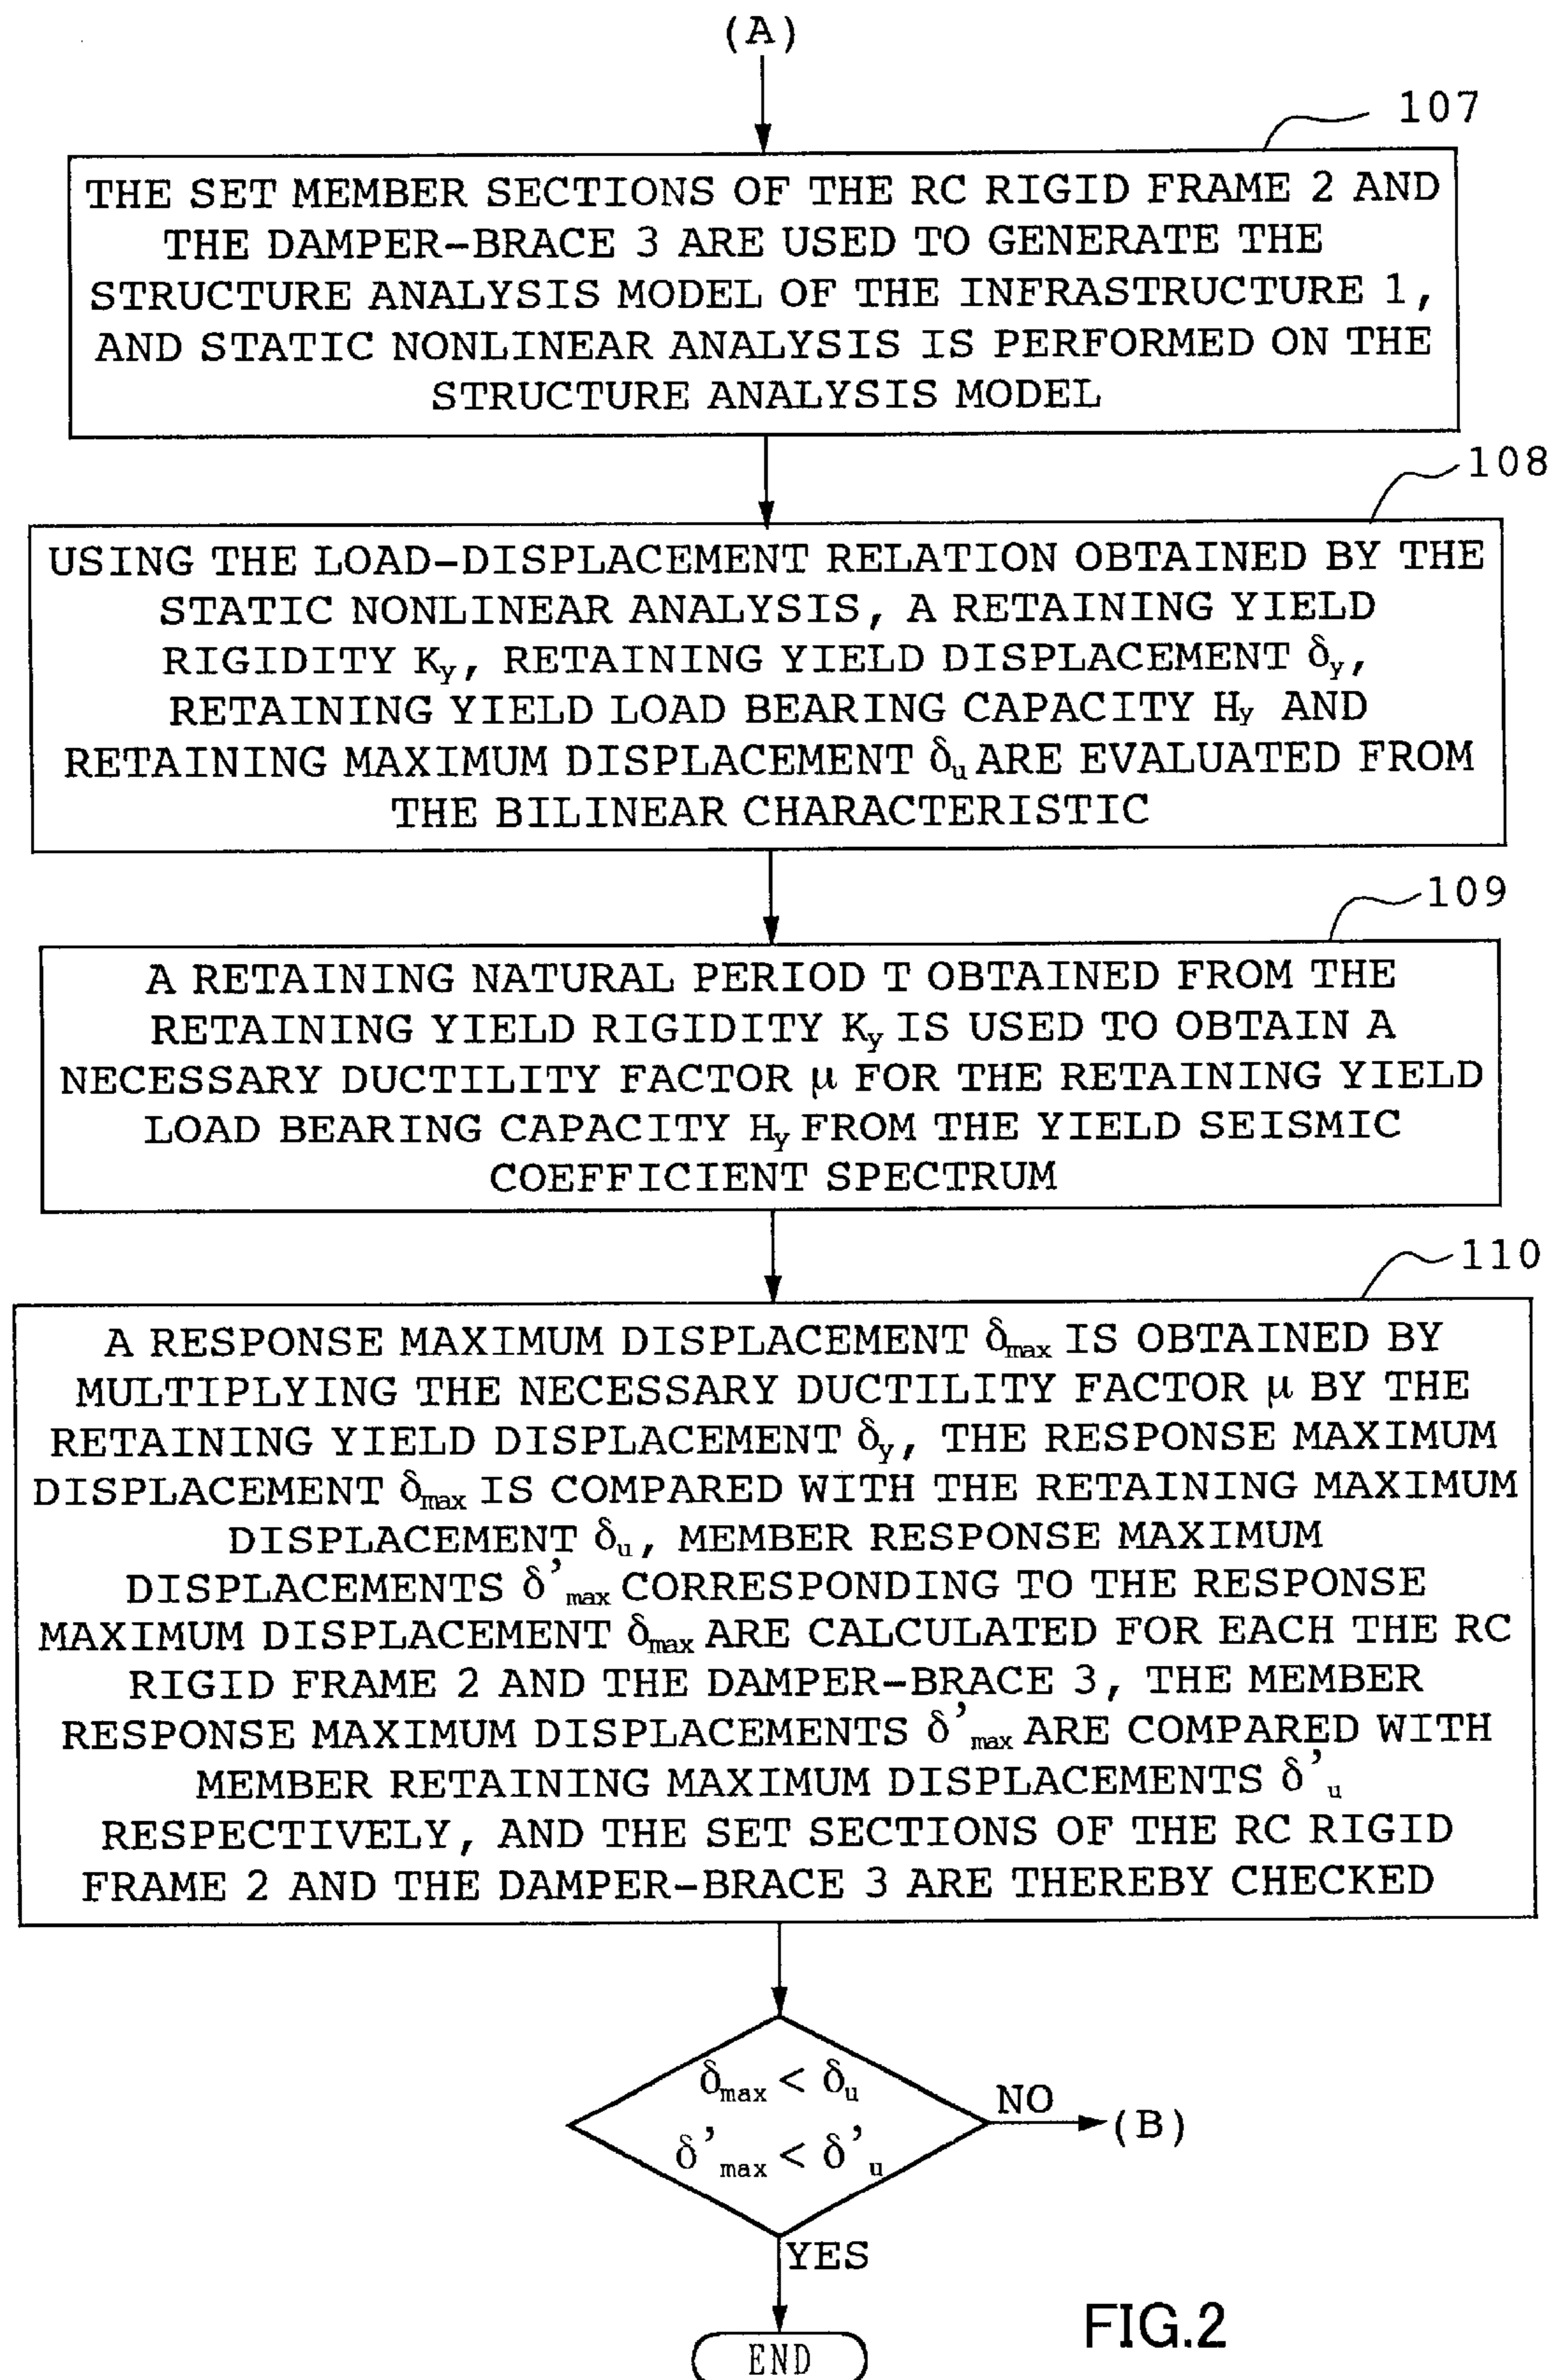 (A)
107
THE SET MEMBER SECTIONS OF THE RC RIGID FRAME 2 AND
THE DAMPER-BRACE 3 ARE USED TO GENERATE THE
STRUCTURE ANALYSIS MODEL OF THE INFRASTRUCTURE 1,
AND STATIC NONLINEAR ANALYSIS IS PERFORMED ON THE
STRUCTURE ANALYSIS MODEL
108
USING THE LOAD-DISPLACEMENT RELATION OBTAINED BY THE
STATIC NONLINEAR ANALYSIS, A RETAINING YIELD
RIGIDITY Ky, RETAINING YIELD DISPLACEMENT δy,
RETAINING YIELD LOAD BEARING CAPACITY Hy AND
RETAINING MAXIMUM DISPLACEMENT δu ARE EVALUATED FROM
THE BILINEAR CHARACTERISTIC
109
A RETAINING NATURAL PERIOD T OBTAINED FROM THE
RETAINING YIELD RIGIDITY Ky IS USED TO OBTAIN A
NECESSARY DUCTILITY FACTOR μ FOR THE RETAINING YIELD
LOAD BEARING CAPACITY Hy FROM THE YIELD SEISMIC
COEFFICIENT SPECTRUM
110
A RESPONSE MAXIMUM DISPLACEMENT δmax IS OBTAINED BY
MULTIPLYING THE NECESSARY DUCTILITY FACTOR μ BY THE
RETAINING YIELD DISPLACEMENT δy, THE RESPONSE MAXIMUM
DISPLACEMENT δmax IS COMPARED WITH THE RETAINING MAXIMUM
DISPLACEMENT δu, MEMBER RESPONSE MAXIMUM
DISPLACEMENTS δ'max CORRESPONDING TO THE RESPONSE
MAXIMUM DISPLACEMENT δmax ARE CALCULATED FOR EACH THE RC
RIGID FRAME 2 AND THE DAMPER-BRACE 3, THE MEMBER
RESPONSE MAXIMUM DISPLACEMENTS δ'max ARE COMPARED WITH
MEMBER RETAINING MAXIMUM DISPLACEMENTS δ'u
RESPECTIVELY, AND THE SET SECTIONS OF THE RC RIGID
FRAME 2 AND THE DAMPER-BRACE 3 ARE THEREBY CHECKED
δmax < δu
δ'max < δ'u
NO
(B)
YES
END
FIG.2